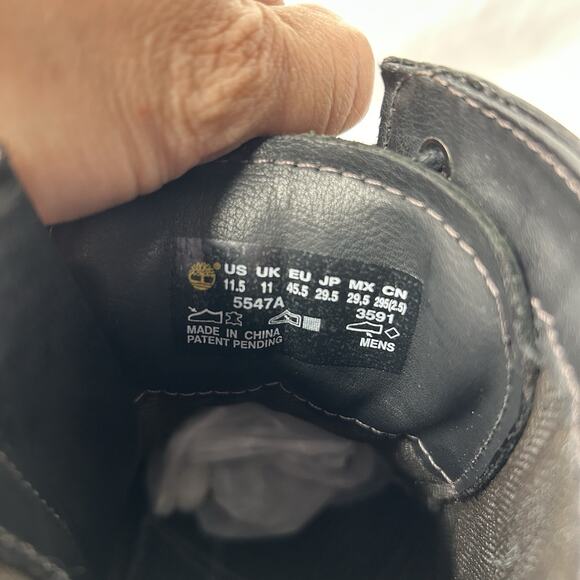 US UK EU JP MX CN
11.5 11 45.5 29.5 29,5 295(2.5)
5547A 3591
MADE IN CHINA
PATENT PENDING
MENS